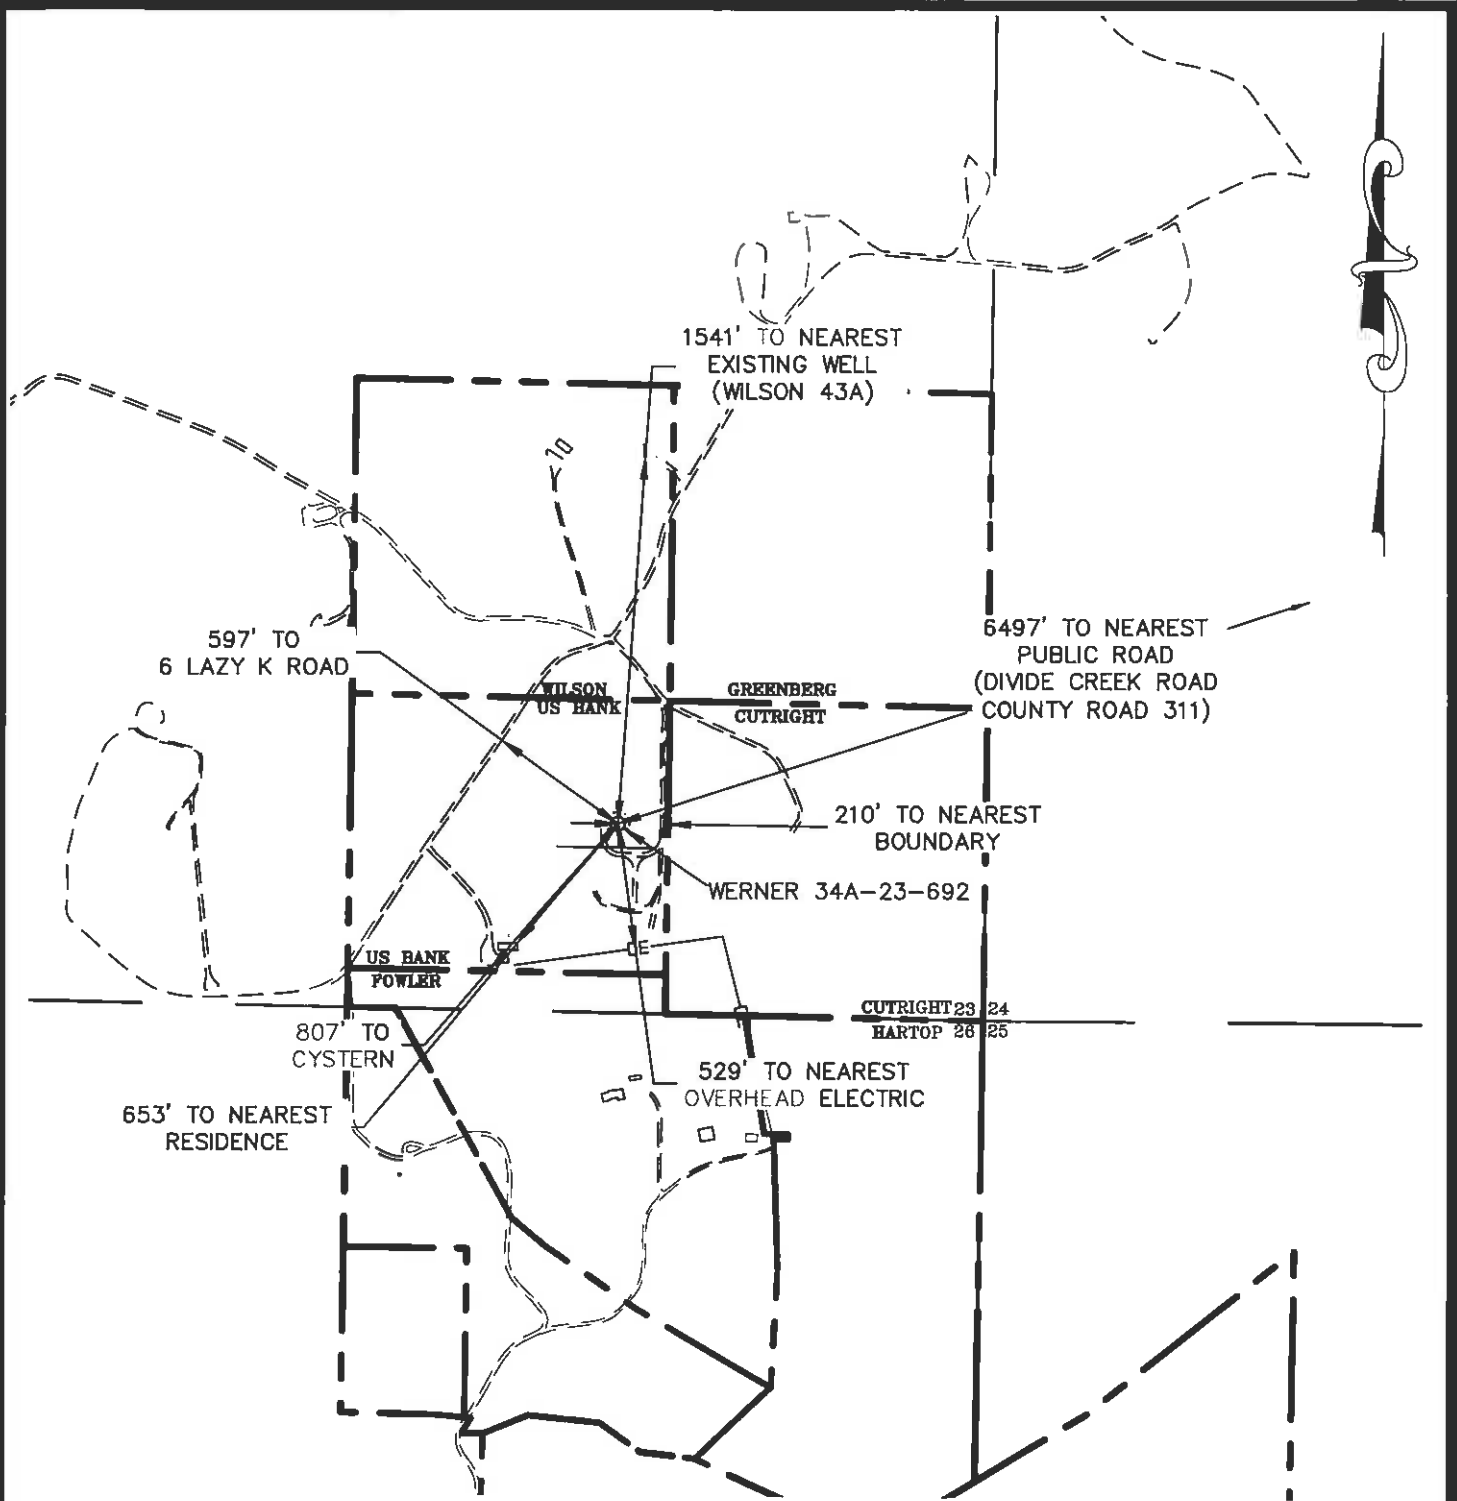 1541' TO NEAREST
EXISTING WELL
(WILSON 43A)
597' TO
6 LAZY K ROAD
6497' TO NEAREST
PUBLIC ROAD
(DIVIDE CREEK ROAD
COUNTY ROAD 311)
WILSON
US BANK
GREENBERG
CUTRIGHT
210' TO NEAREST
BOUNDARY
WERNER 34A-23-692
US BANK
FOWLER
CUTRIGHT 23 24
HARTOP 26 25
807' TO
CYSTERN
529' TO NEAREST
OVERHEAD ELECTRIC
653' TO NEAREST
RESIDENCE